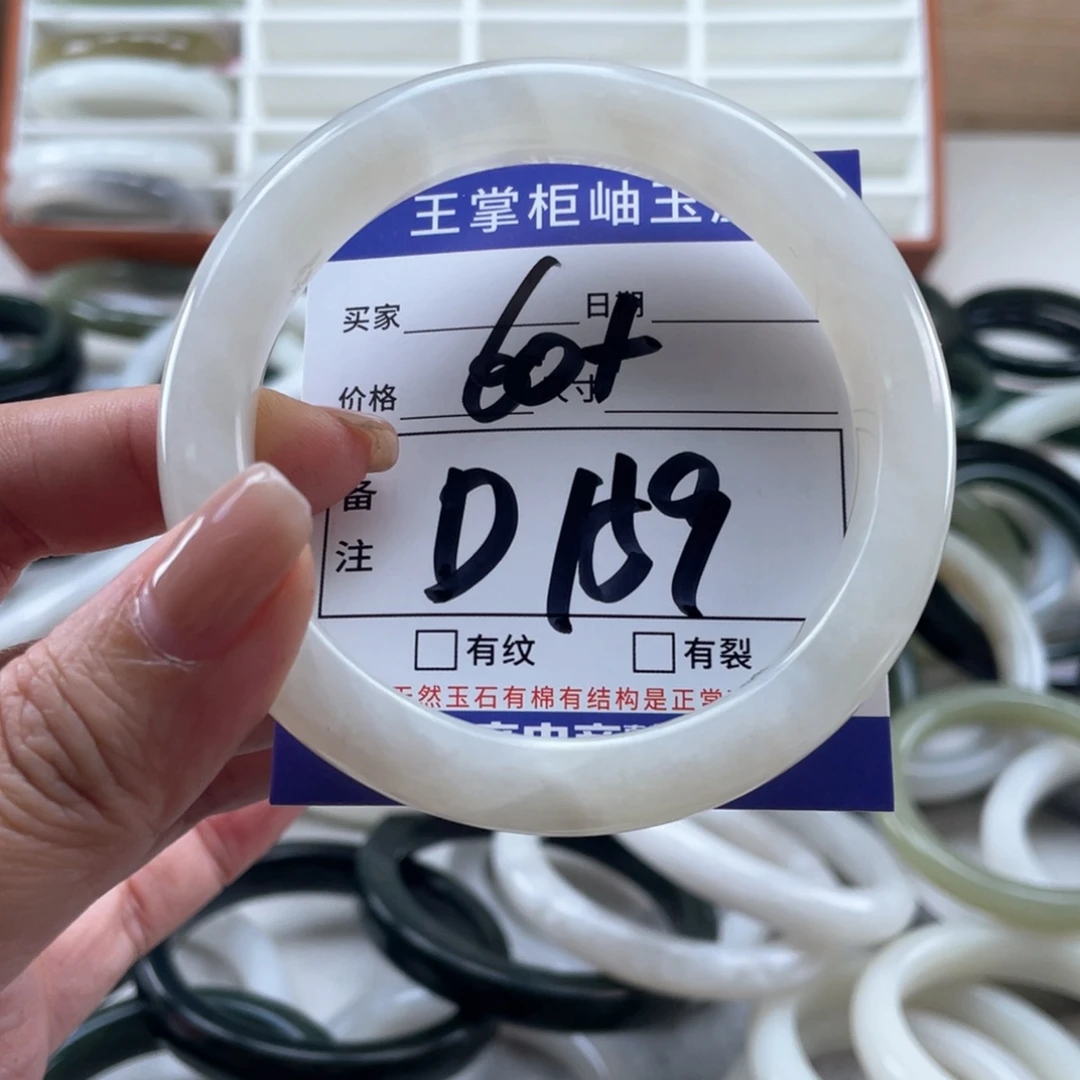 王掌柜岫玉
买家 日期
60+
价格 尺寸
备注
D159
有纹 有裂
天然玉石有棉有结构是正常